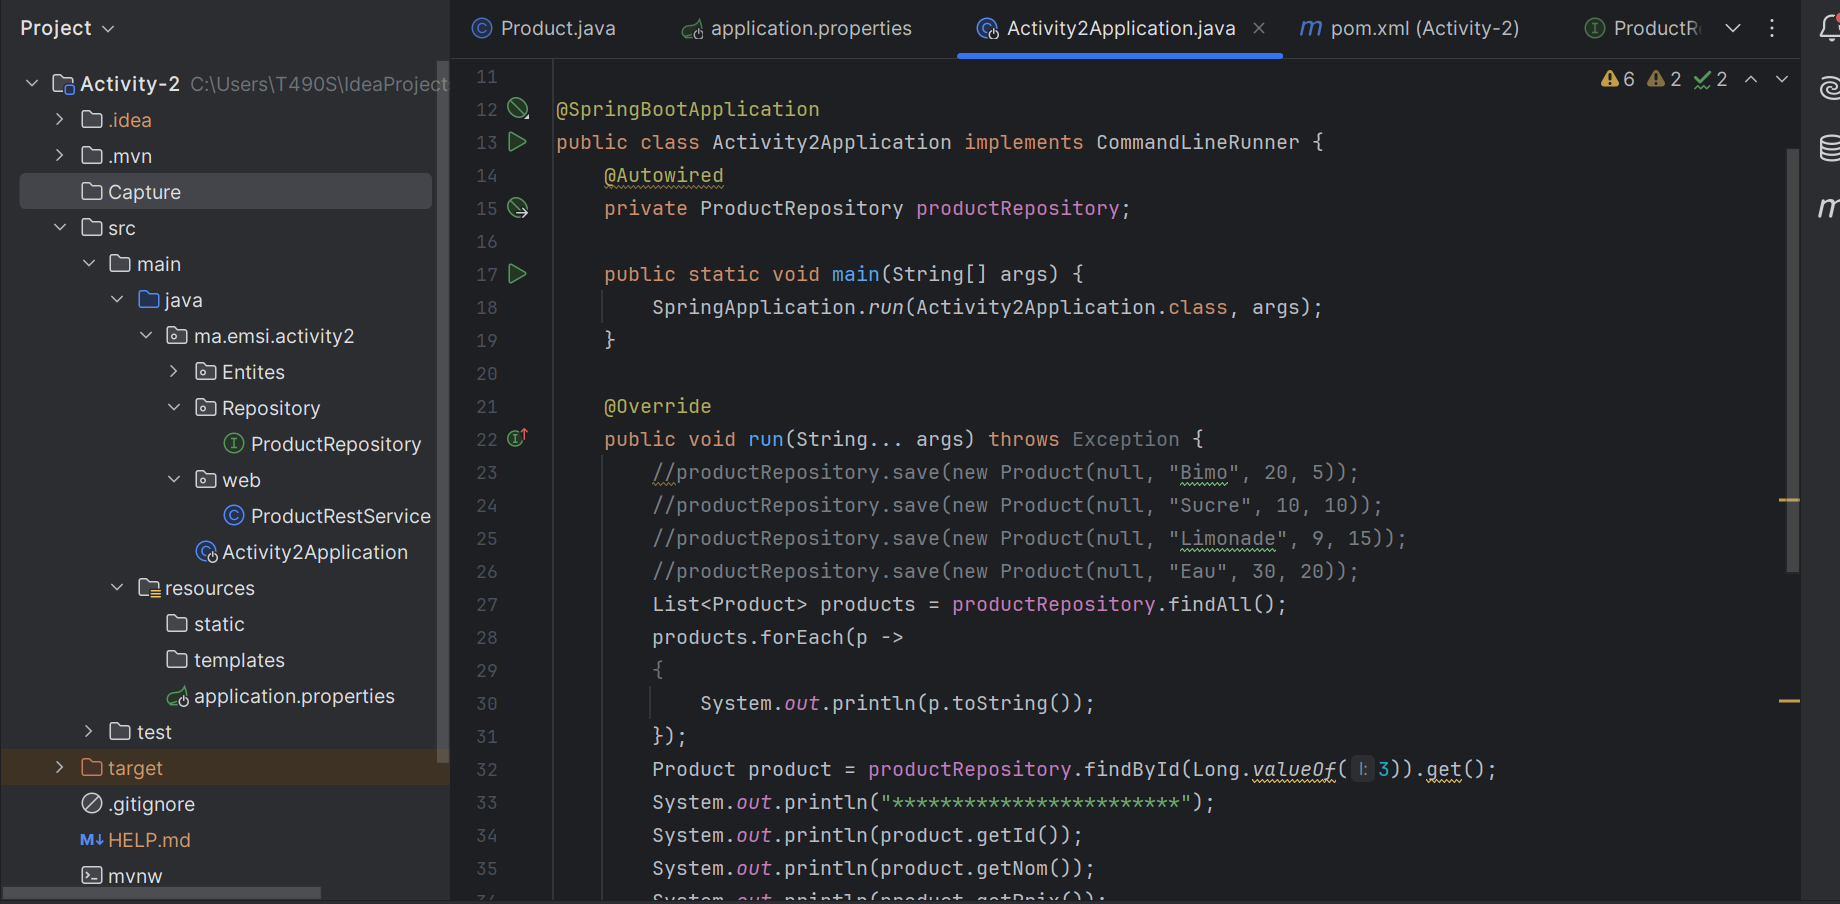 Project
Activity-2 C:\Users\T490S\IdeaProject
.idea
.mvn
Capture
src
main
java
ma.emsi.activity2
Entites
Repository
ProductRepository
web
ProductRestService
Activity2Application
resources
static
templates
application.properties
test
target
.gitignore
M↓ HELP.md
mvnw
Product.java application.properties Activity2Application.java pom.xml (Activity-2) ProductR
6 2 2
11
12 @SpringBootApplication
13 public class Activity2Application implements CommandLineRunner {
14 @Autowired
15 private ProductRepository productRepository;
16
17 public static void main(String[] args) {
18 SpringApplication.run(Activity2Application.class, args);
19 }
20
21 @Override
22 public void run(String... args) throws Exception {
23 //productRepository.save(new Product(null, "Bimo", 20, 5));
24 //productRepository.save(new Product(null, "Sucre", 10, 10));
25 //productRepository.save(new Product(null, "Limonade", 9, 15));
26 //productRepository.save(new Product(null, "Eau", 30, 20));
27 List<Product> products = productRepository.findAll();
28 products.forEach(p ->
29 {
30 System.out.println(p.toString());
31 });
32 Product product = productRepository.findById(Long.valueOf( l: 3)).get();
33 System.out.println("************************");
34 System.out.println(product.getId());
35 System.out.println(product.getNom());
System.out.println(product.getPrix());